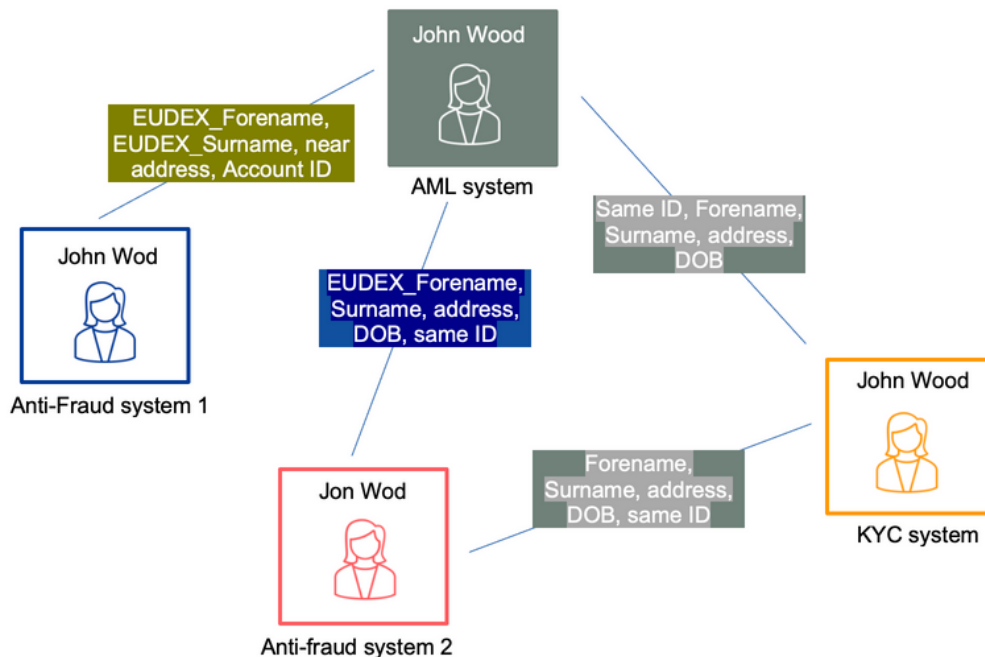 John Wood
AML system
EUDEX_Forename,
EUDEX_Surname, near
address, Account ID
Same ID, Forename,
Surname, address,
DOB
John Wod
Anti-Fraud system 1
EUDEX_Forename,
Surname, address,
DOB, same ID
John Wood
KYC system
Forename,
Surname, address,
DOB, same ID
Jon Wod
Anti-fraud system 2